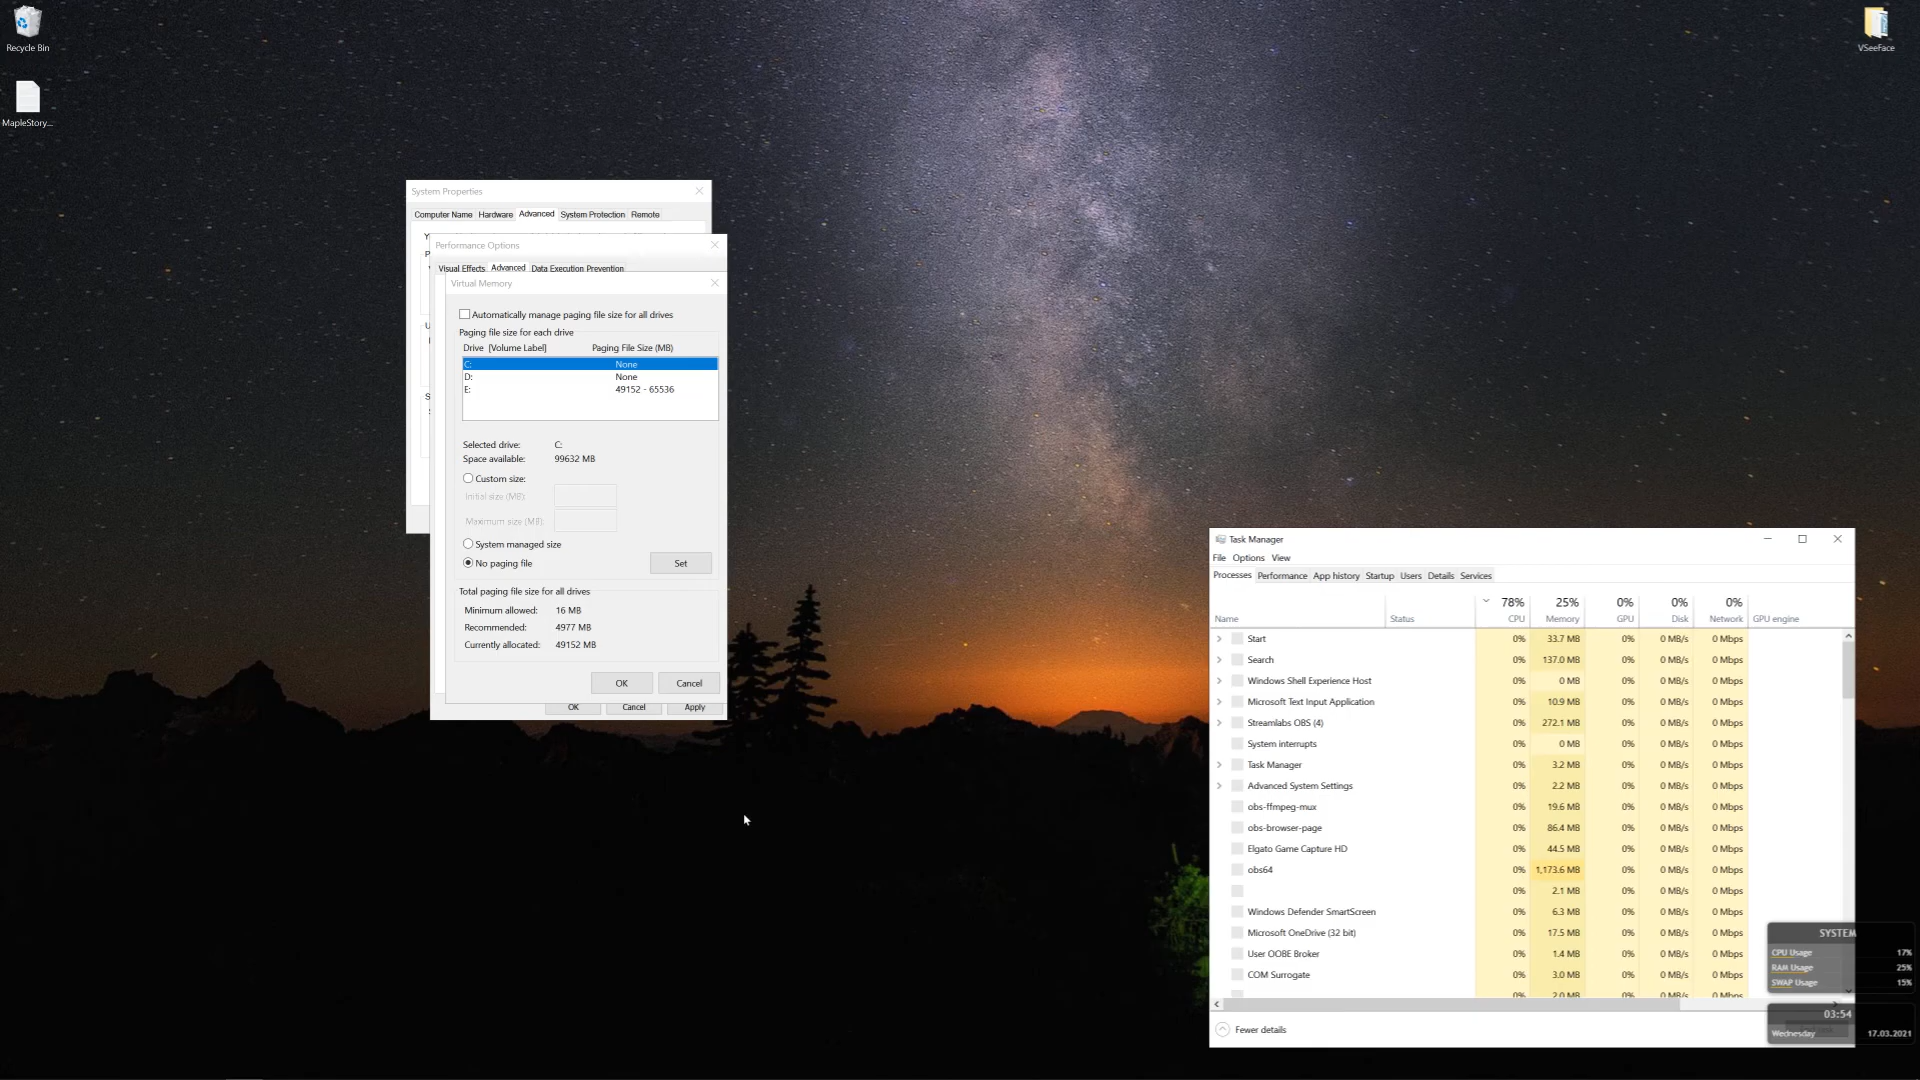 Recycle Bin
MapleStory...
VSeeFace
System Properties
Computer Name Hardware Advanced System Protection Remote
Performance Options
Visual Effects Advanced Data Execution Prevention
Virtual Memory
Automatically manage paging file size for all drives
Paging file size for each drive
Drive [Volume Label] Paging File Size (MB)
C: None
D: None
E: 49152 - 65536
Selected drive: C:
Space available: 99632 MB
Custom size:
Initial size (MB):
Maximum size (MB):
System managed size
No paging file
Set
Total paging file size for all drives
Minimum allowed: 16 MB
Recommended: 4977 MB
Currently allocated: 49152 MB
OK Cancel
OK Cancel Apply
Task Manager
File Options View
Processes Performance App history Startup Users Details Services
78% 25% 0% 0% 0%
Name Status CPU Memory GPU Disk Network GPU engine
Start 0% 33.7 MB 0% 0 MB/s 0 Mbps
Search 0% 137.0 MB 0% 0 MB/s 0 Mbps
Windows Shell Experience Host 0% 0 MB 0% 0 MB/s 0 Mbps
Microsoft Text Input Application 0% 10.9 MB 0% 0 MB/s 0 Mbps
Streamlabs OBS (4) 0% 272.1 MB 0% 0 MB/s 0 Mbps
System interrupts 0% 0 MB 0% 0 MB/s 0 Mbps
Task Manager 0% 3.2 MB 0% 0 MB/s 0 Mbps
Advanced System Settings 0% 2.2 MB 0% 0 MB/s 0 Mbps
obs-ffmpeg-mux 0% 19.6 MB 0% 0 MB/s 0 Mbps
obs-browser-page 0% 86.4 MB 0% 0 MB/s 0 Mbps
Elgato Game Capture HD 0% 44.5 MB 0% 0 MB/s 0 Mbps
obs64 0% 1,173.6 MB 0% 0 MB/s 0 Mbps
0% 2.1 MB 0% 0 MB/s 0 Mbps
Windows Defender SmartScreen 0% 6.3 MB 0% 0 MB/s 0 Mbps
Microsoft OneDrive (32 bit) 0% 17.5 MB 0% 0 MB/s 0 Mbps
User OOBE Broker 0% 1.4 MB 0% 0 MB/s 0 Mbps
COM Surrogate 0% 3.0 MB 0% 0 MB/s 0 Mbps
0% 2.0 MB 0% 0 MB/s 0 Mbps
Fewer details
SYSTEM
CPU Usage 17%
RAM Usage 25%
SWAP Usage 15%
03:54
Wednesday 17.03.2021